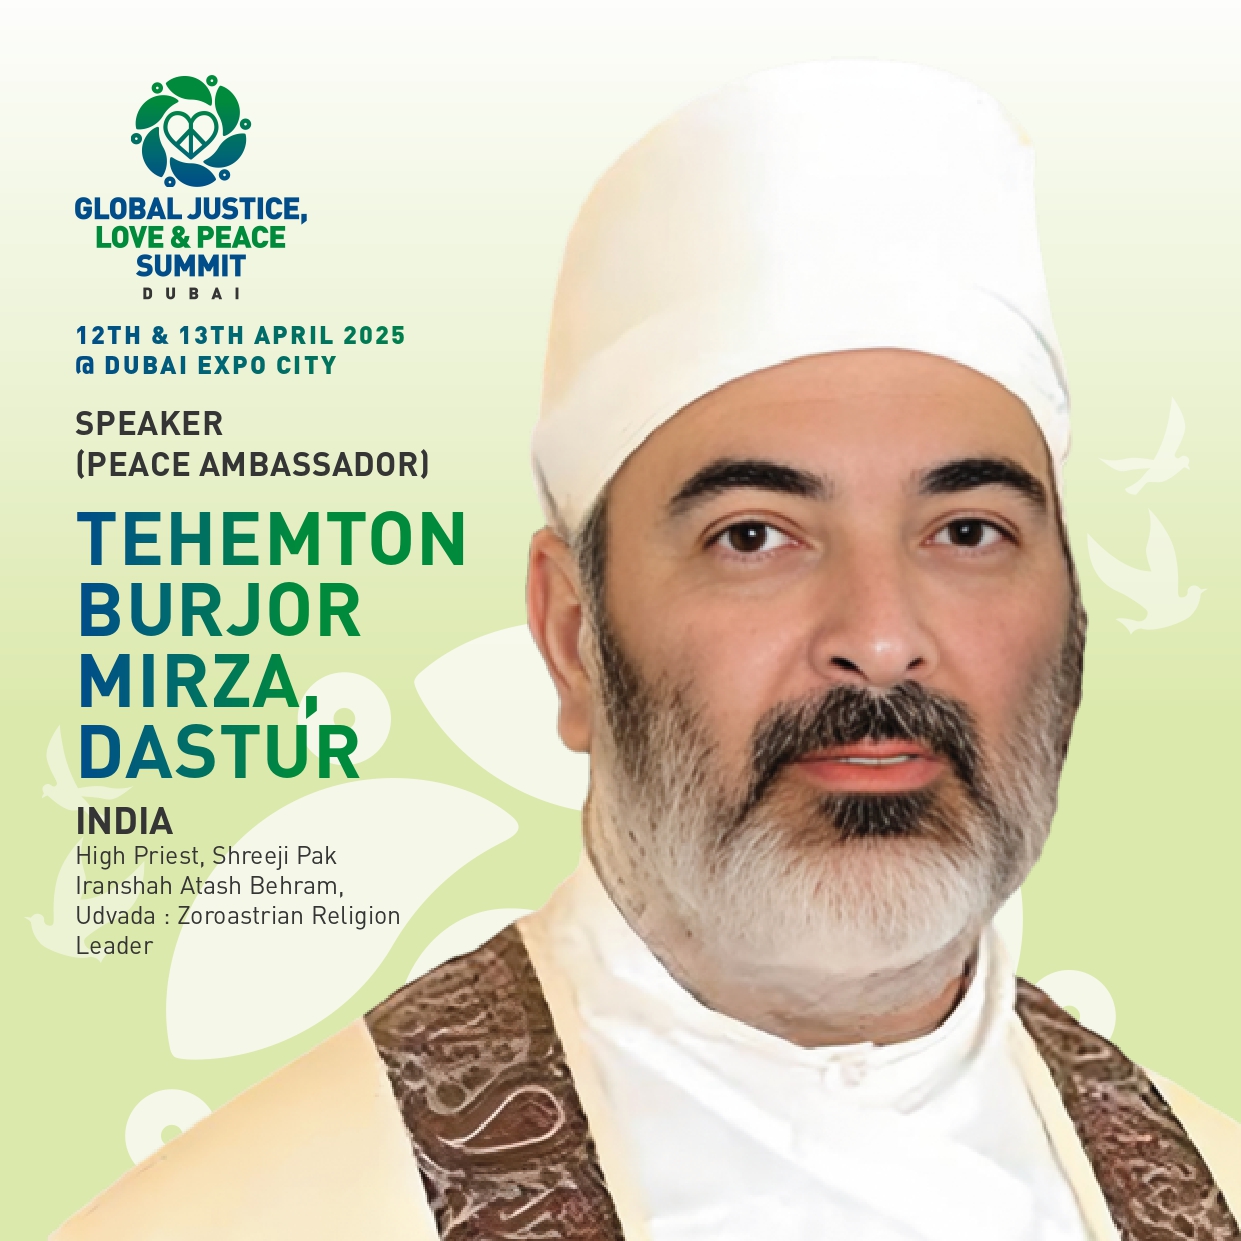 GLOBAL JUSTICE,
LOVE & PEACE
SUMMIT
DUBAI
12TH & 13TH APRIL 2025
@ DUBAI EXPO CITY
SPEAKER
(PEACE AMBASSADOR)
TEHEMTON
BURJOR
MIRZA,
DASTUR
INDIA
High Priest, Shreeji Pak
Iranshah Atash Behram,
Udvada : Zoroastrian Religion
Leader